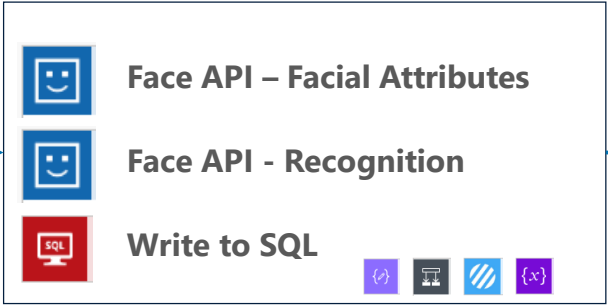 Face API – Facial Attributes
Face API - Recognition
SQL
Write to SQL
{x}